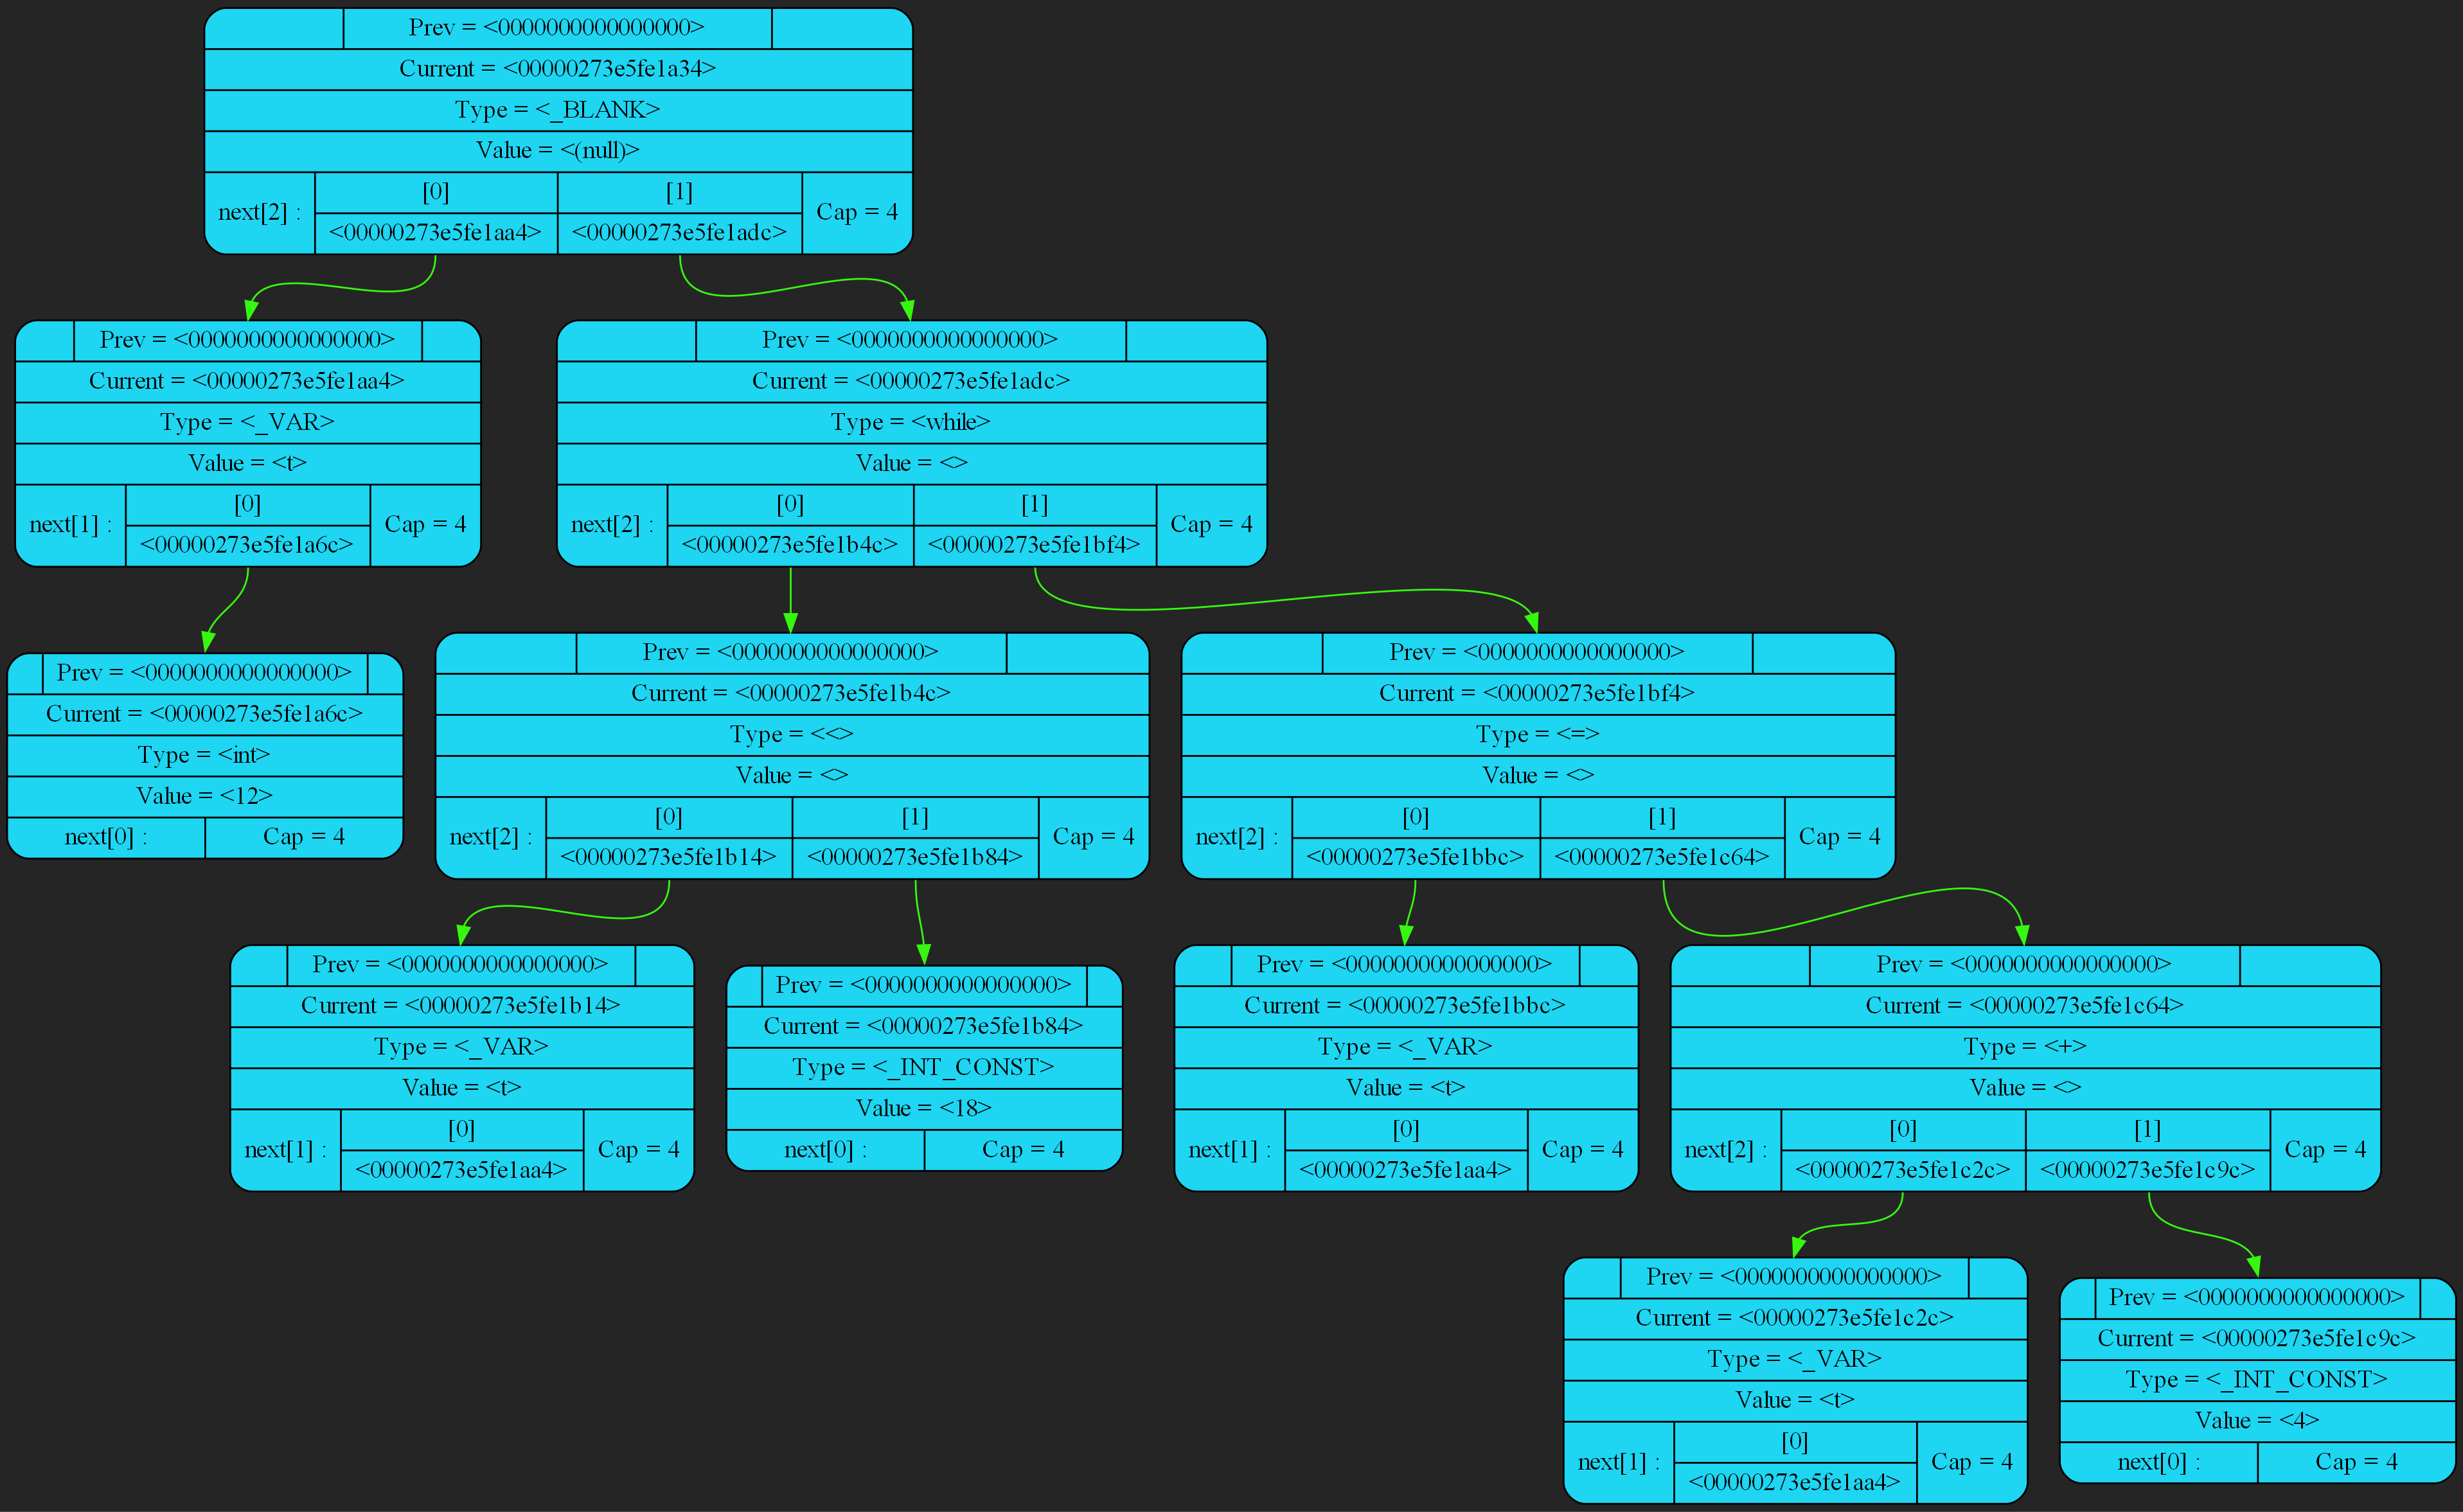 Prev = <0000000000000000>
Current = <00000273e5fe1a34>
Type = <_BLANK>
Value = <(null)>
next[2] : [0] [1] Cap = 4
<00000273e5fe1aa4> <00000273e5fe1adc>
Prev = <0000000000000000>
Current = <00000273e5fe1aa4>
Type = <_VAR>
Value = <t>
next[1] : [0] Cap = 4
<00000273e5fe1a6c>
Prev = <0000000000000000>
Current = <00000273e5fe1adc>
Type = <while>
Value = <>
next[2] : [0] [1] Cap = 4
<00000273e5fe1b4c> <00000273e5fe1bf4>
Prev = <0000000000000000>
Current = <00000273e5fe1a6c>
Type = <int>
Value = <12>
next[0] : Cap = 4
Prev = <0000000000000000>
Current = <00000273e5fe1b4c>
Type = <<>
Value = <>
next[2] : [0] [1] Cap = 4
<00000273e5fe1b14> <00000273e5fe1b84>
Prev = <0000000000000000>
Current = <00000273e5fe1bf4>
Type = <=>
Value = <>
next[2] : [0] [1] Cap = 4
<00000273e5fe1bbc> <00000273e5fe1c64>
Prev = <0000000000000000>
Current = <00000273e5fe1b14>
Type = <_VAR>
Value = <t>
next[1] : [0] Cap = 4
<00000273e5fe1aa4>
Prev = <0000000000000000>
Current = <00000273e5fe1b84>
Type = <_INT_CONST>
Value = <18>
next[0] : Cap = 4
Prev = <0000000000000000>
Current = <00000273e5fe1bbc>
Type = <_VAR>
Value = <t>
next[1] : [0] Cap = 4
<00000273e5fe1aa4>
Prev = <0000000000000000>
Current = <00000273e5fe1c64>
Type = <+>
Value = <>
next[2] : [0] [1] Cap = 4
<00000273e5fe1c2c> <00000273e5fe1c9c>
Prev = <0000000000000000>
Current = <00000273e5fe1c2c>
Type = <_VAR>
Value = <t>
next[1] : [0] Cap = 4
<00000273e5fe1aa4>
Prev = <0000000000000000>
Current = <00000273e5fe1c9c>
Type = <_INT_CONST>
Value = <4>
next[0] : Cap = 4